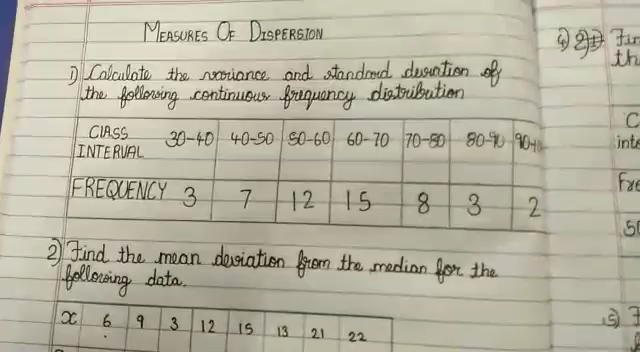 MEASURES OF DISPERSION
1) Calculate the variance and standard deviation of
the following continuous frequency distribution
CLASS INTERVAL 30-40 40-50 50-60 60-70 70-80 80-90
FREQUENCY 3 7 12 15 8 3 2
2) Find the mean deviation from the median for the
following data.
x 6 9 3 12 15 13 21 22